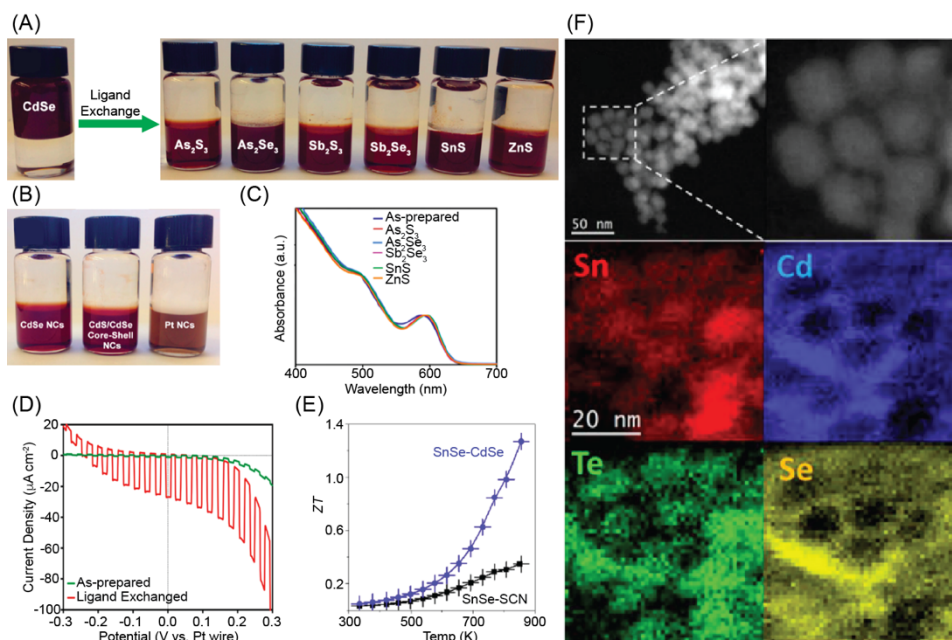 (A)
CdSe
Ligand
Exchange
As2S3
As2Se3
Sb2S3
Sb2Se3
SnS
ZnS
(B)
CdSe NCs
CdS/CdSe
Core-Shell
NCs
Pt NCs
(C)
Absorbance (a.u.)
As-prepared
As2S3
As2Se3
Sb2Se3
SnS
ZnS
400 500 600 700
Wavelength (nm)
(D)
Current Density (µA cm-2)
20
0
-20
-40
-60
-80
-100
As-prepared
Ligand Exchanged
-0.3 -0.2 -0.1 0.0 0.1 0.2 0.3
Potential (V vs. Pt wire)
(E)
ZT
1.4
1.0
0.6
0.2
SnSe-CdSe
SnSe-SCN
300 500 700 900
Temp (K)
(F)
50 nm
Sn
Cd
20 nm
Te
Se